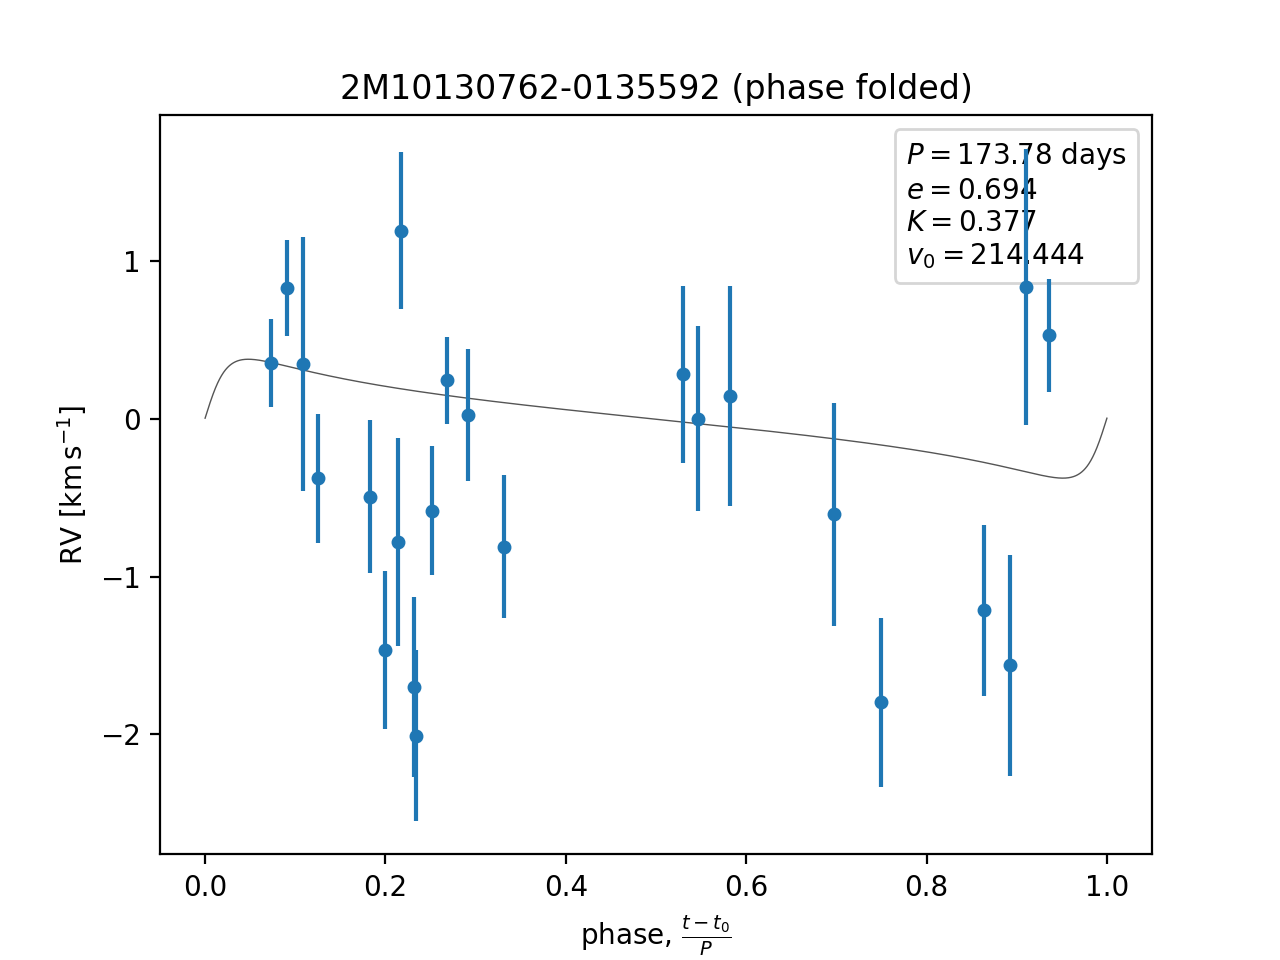 2M10130762-0135592 (phase folded)
P = 173.78 days
e = 0.694
K = 0.377
v₀ = 214.444
RV [km s⁻¹]
1
0
−1
−2
0.0 0.2 0.4 0.6 0.8 1.0
phase, (t − t₀)/P